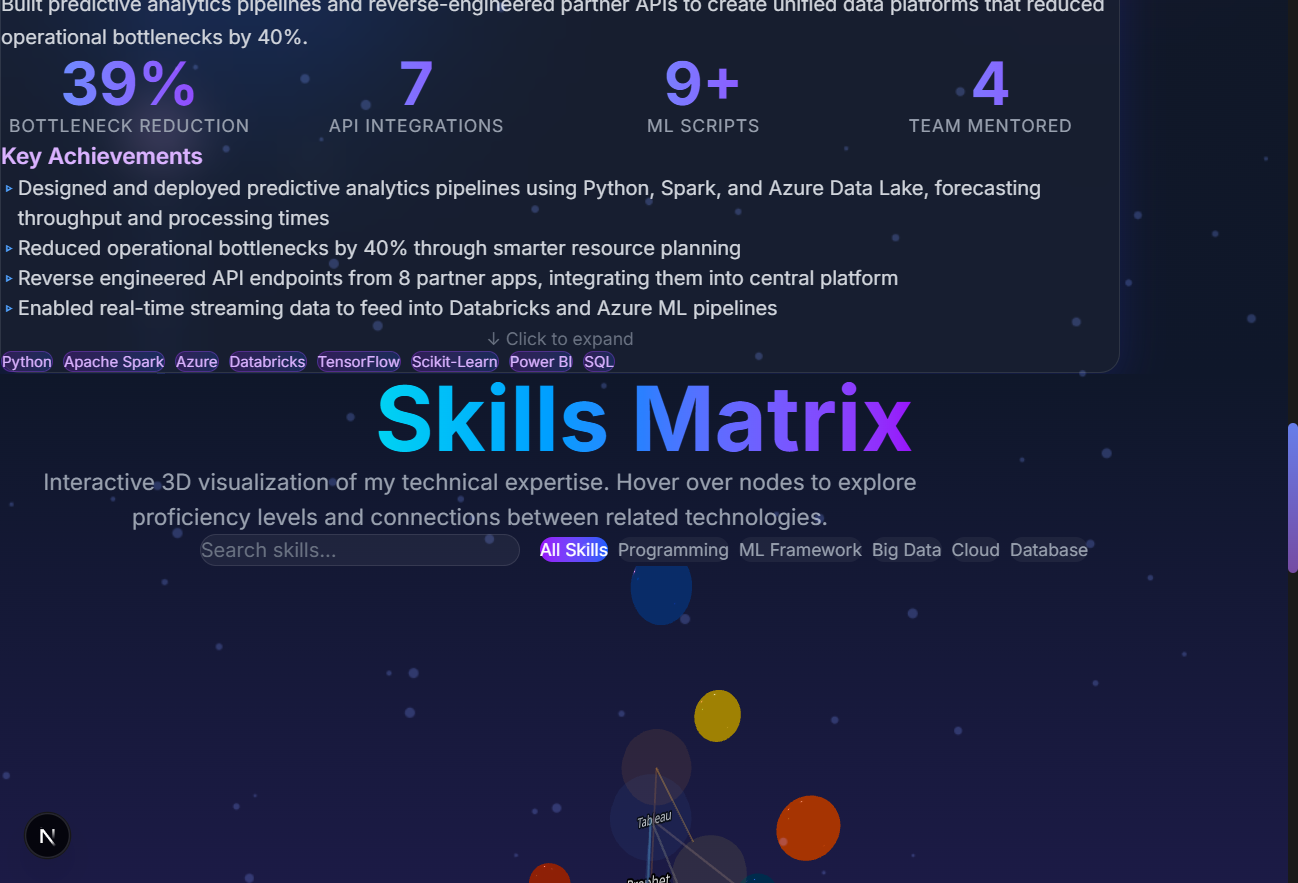 Built predictive analytics pipelines and reverse-engineered partner APIs to create unified data platforms that reduced
operational bottlenecks by 40%.
39% 7 9+ 4
BOTTLENECK REDUCTION API INTEGRATIONS ML SCRIPTS TEAM MENTORED
Key Achievements
▹ Designed and deployed predictive analytics pipelines using Python, Spark, and Azure Data Lake, forecasting
throughput and processing times
▹ Reduced operational bottlenecks by 40% through smarter resource planning
▹ Reverse engineered API endpoints from 8 partner apps, integrating them into central platform
▹ Enabled real-time streaming data to feed into Databricks and Azure ML pipelines
↓ Click to expand
Python Apache Spark Azure Databricks TensorFlow Scikit-Learn Power BI SQL
Skills Matrix
Interactive 3D visualization of my technical expertise. Hover over nodes to explore
proficiency levels and connections between related technologies.
Search skills... All Skills Programming ML Framework Big Data Cloud Database
Tableau
N
Prophet